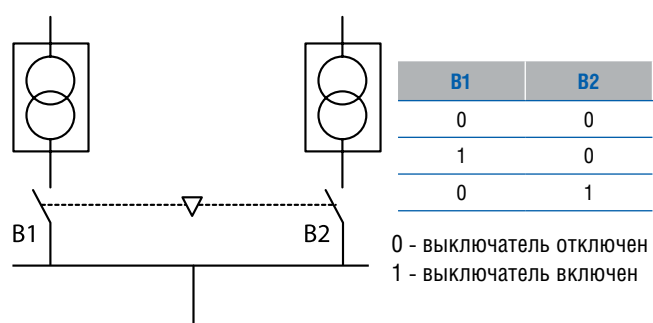 B1 B2
B1 B2
0 0
1 0
0 1
0 - выключатель отключен
1 - выключатель включен